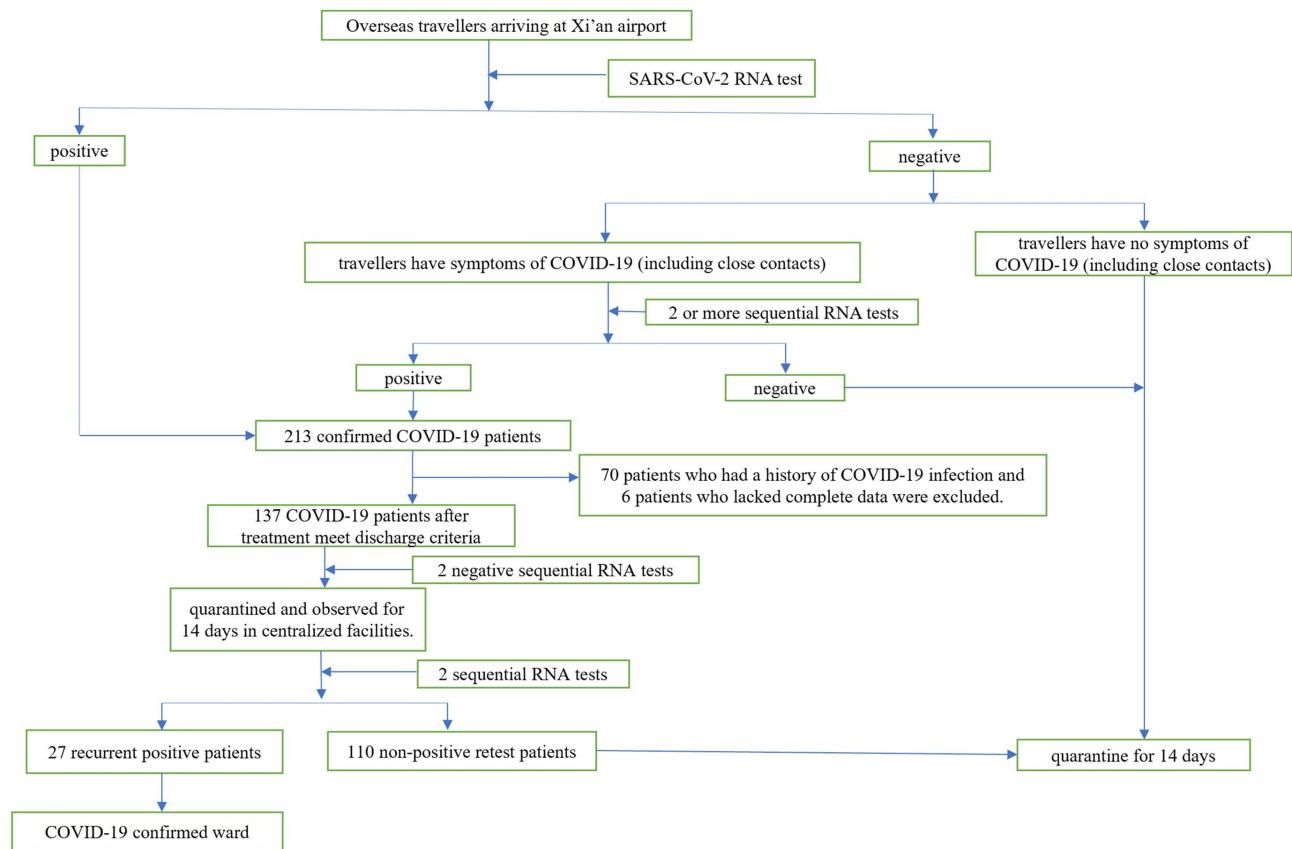 Overseas travellers arriving at Xi’an airport
SARS-CoV-2 RNA test
positive
negative
travellers have symptoms of COVID-19 (including close contacts)
travellers have no symptoms of
COVID-19 (including close contacts)
2 or more sequential RNA tests
positive
negative
213 confirmed COVID-19 patients
70 patients who had a history of COVID-19 infection and
6 patients who lacked complete data were excluded.
137 COVID-19 patients after
treatment meet discharge criteria
2 negative sequential RNA tests
quarantined and observed for
14 days in centralized facilities.
2 sequential RNA tests
27 recurrent positive patients
110 non-positive retest patients
quarantine for 14 days
COVID-19 confirmed ward